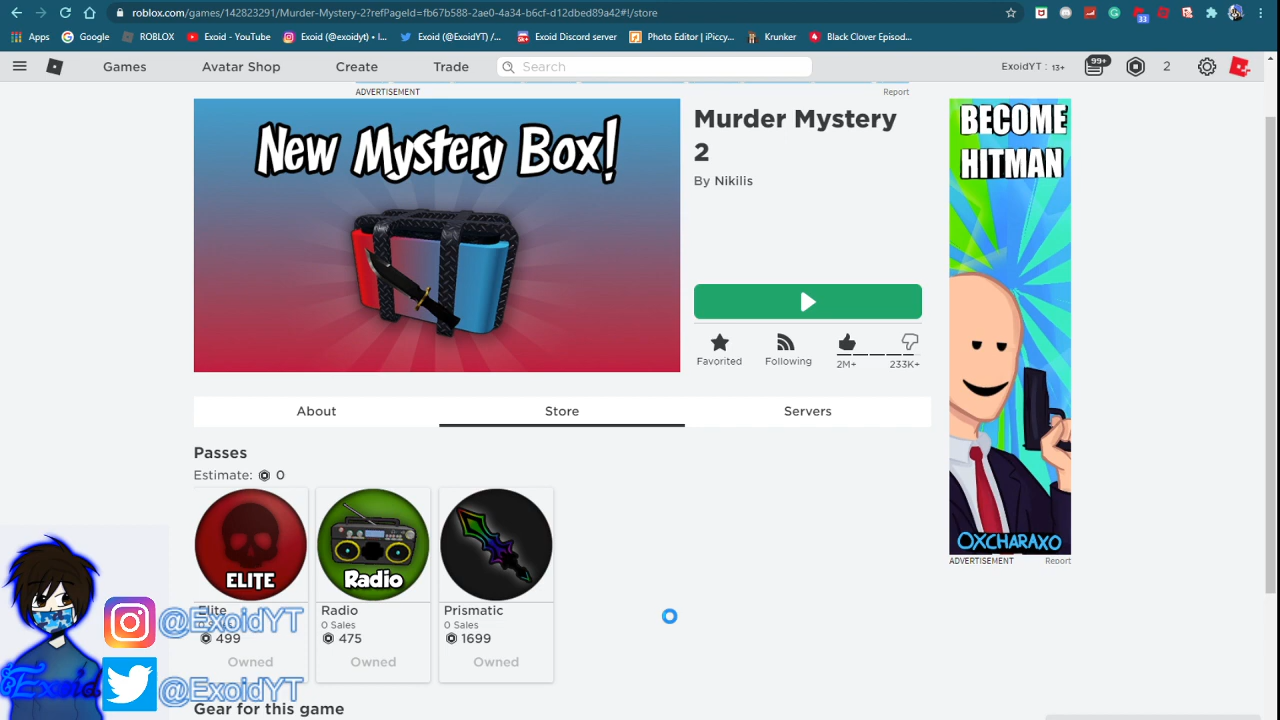 roblox.com/games/142823291/Murder-Mystery-2?refPageId=fb67b588-2ae0-4a34-b6cf-d12dbed89a42#!/store
33
Apps Google ROBLOX Exoid - YouTube Exoid (@exoidyt) • I... Exoid (@ExoidYT) /... Exoid Discord server Photo Editor | iPiccy... Krunker Black Clover Episod...
Games Avatar Shop Create Trade Search ExoidYT : 13+ 99+ 2
ADVERTISEMENT Report
New Mystery Box!
Murder Mystery
2
By Nikilis
BECOME
HITMAN
Favorited Following 2M+ 233K+
About Store Servers
Passes
Estimate: 0
ELITE Radio
OXCHARAXO
ADVERTISEMENT Report
Elite Radio Prismatic
0 Sales 0 Sales 0 Sales
499 475 1699
Owned Owned Owned
@ExoidYT
@ExoidYT
Exoid
Gear for this game